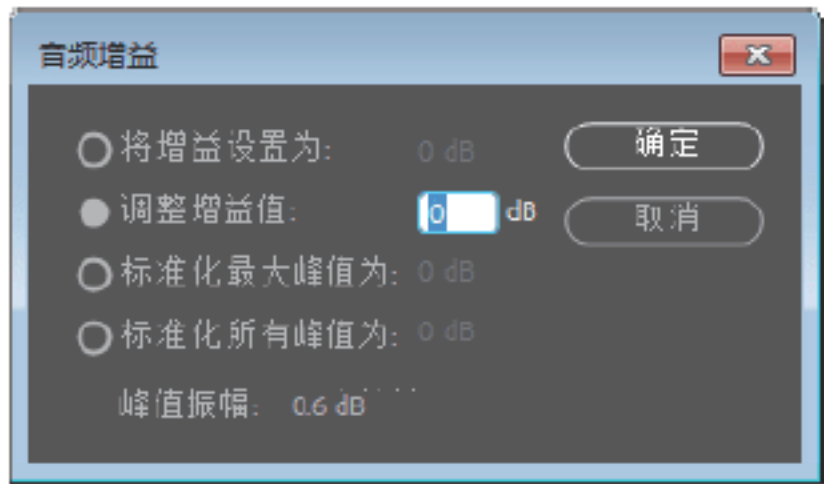 音频增益
将增益设置为: 0 dB 确定
调整增益值: 0 dB 取消
标准化最大峰值为: 0 dB
标准化所有峰值为: 0 dB
峰值振幅: 0.6 dB